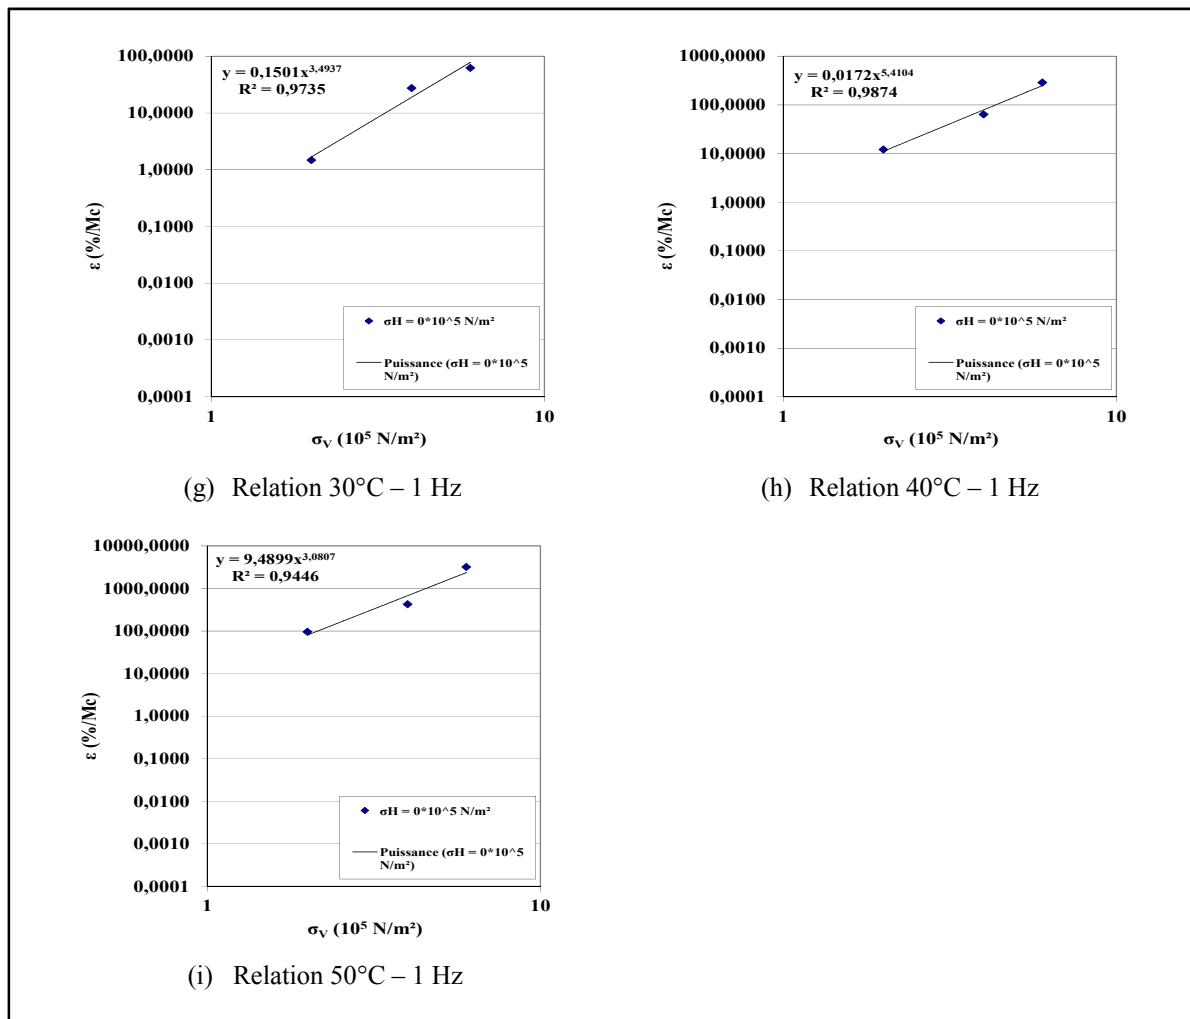 100,0000
y = 0,1501x^3,4937
R² = 0,9735
10,0000
1,0000
0,1000
0,0100
0,0010
0,0001
ε (%/Mc)
σH = 0*10^5 N/m²
Puissance (σH = 0*10^5
N/m²)
1
10
σV (10⁵ N/m²)
(g) Relation 30°C – 1 Hz
1000,0000
y = 0,0172x^5,4104
R² = 0,9874
100,0000
10,0000
1,0000
0,1000
0,0100
0,0010
0,0001
ε (%/Mc)
σH = 0*10^5 N/m²
Puissance (σH = 0*10^5
N/m²)
1
10
σV (10⁵ N/m²)
(h) Relation 40°C – 1 Hz
10000,0000
y = 9,4899x^3,0807
R² = 0,9446
1000,0000
100,0000
10,0000
1,0000
0,1000
0,0100
0,0010
0,0001
ε (%/Mc)
σH = 0*10^5 N/m²
Puissance (σH = 0*10^5
N/m²)
1
10
σV (10⁵ N/m²)
(i) Relation 50°C – 1 Hz